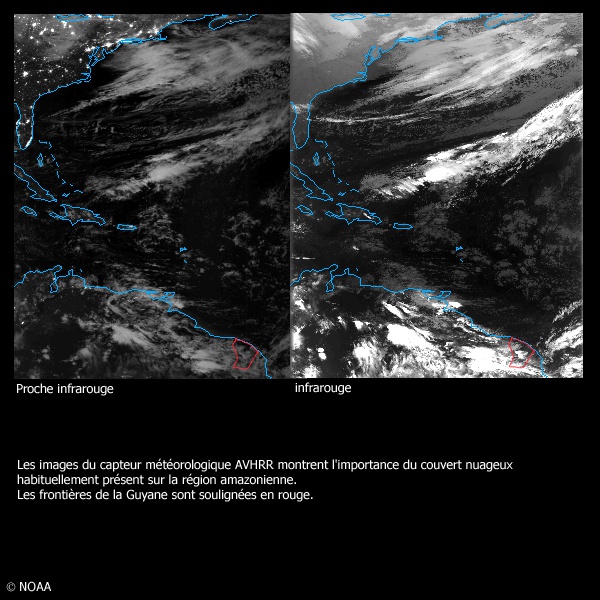 Proche infrarouge
infrarouge
Les images du capteur météorologique AVHRR montrent l'importance du couvert nuageux
habituellement présent sur la région amazonienne.
Les frontières de la Guyane sont soulignées en rouge.
© NOAA